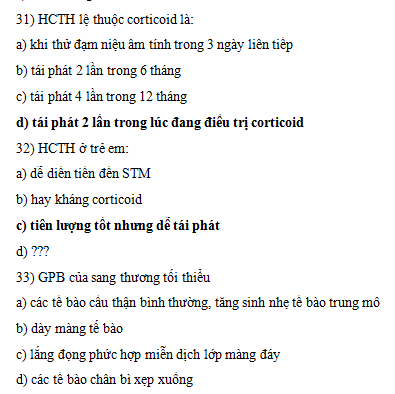 31) HCTH lệ thuộc corticoid là:
a) khi thử đạm niệu âm tính trong 3 ngày liên tiếp
b) tái phát 2 lần trong 6 tháng
c) tái phát 4 lần trong 12 tháng
d) tái phát 2 lần trong lúc đang điều trị corticoid
32) HCTH ở trẻ em:
a) dễ diễn tiến đến STM
b) hay kháng corticoid
c) tiên lượng tốt nhưng dễ tái phát
d) ???
33) GPB của sang thương tối thiểu
a) các tế bào cầu thận bình thường, tăng sinh nhẹ tế bào trung mô
b) dày màng tế bào
c) lắng đọng phức hợp miễn dịch lớp màng đáy
d) các tế bào chân bì xẹp xuống